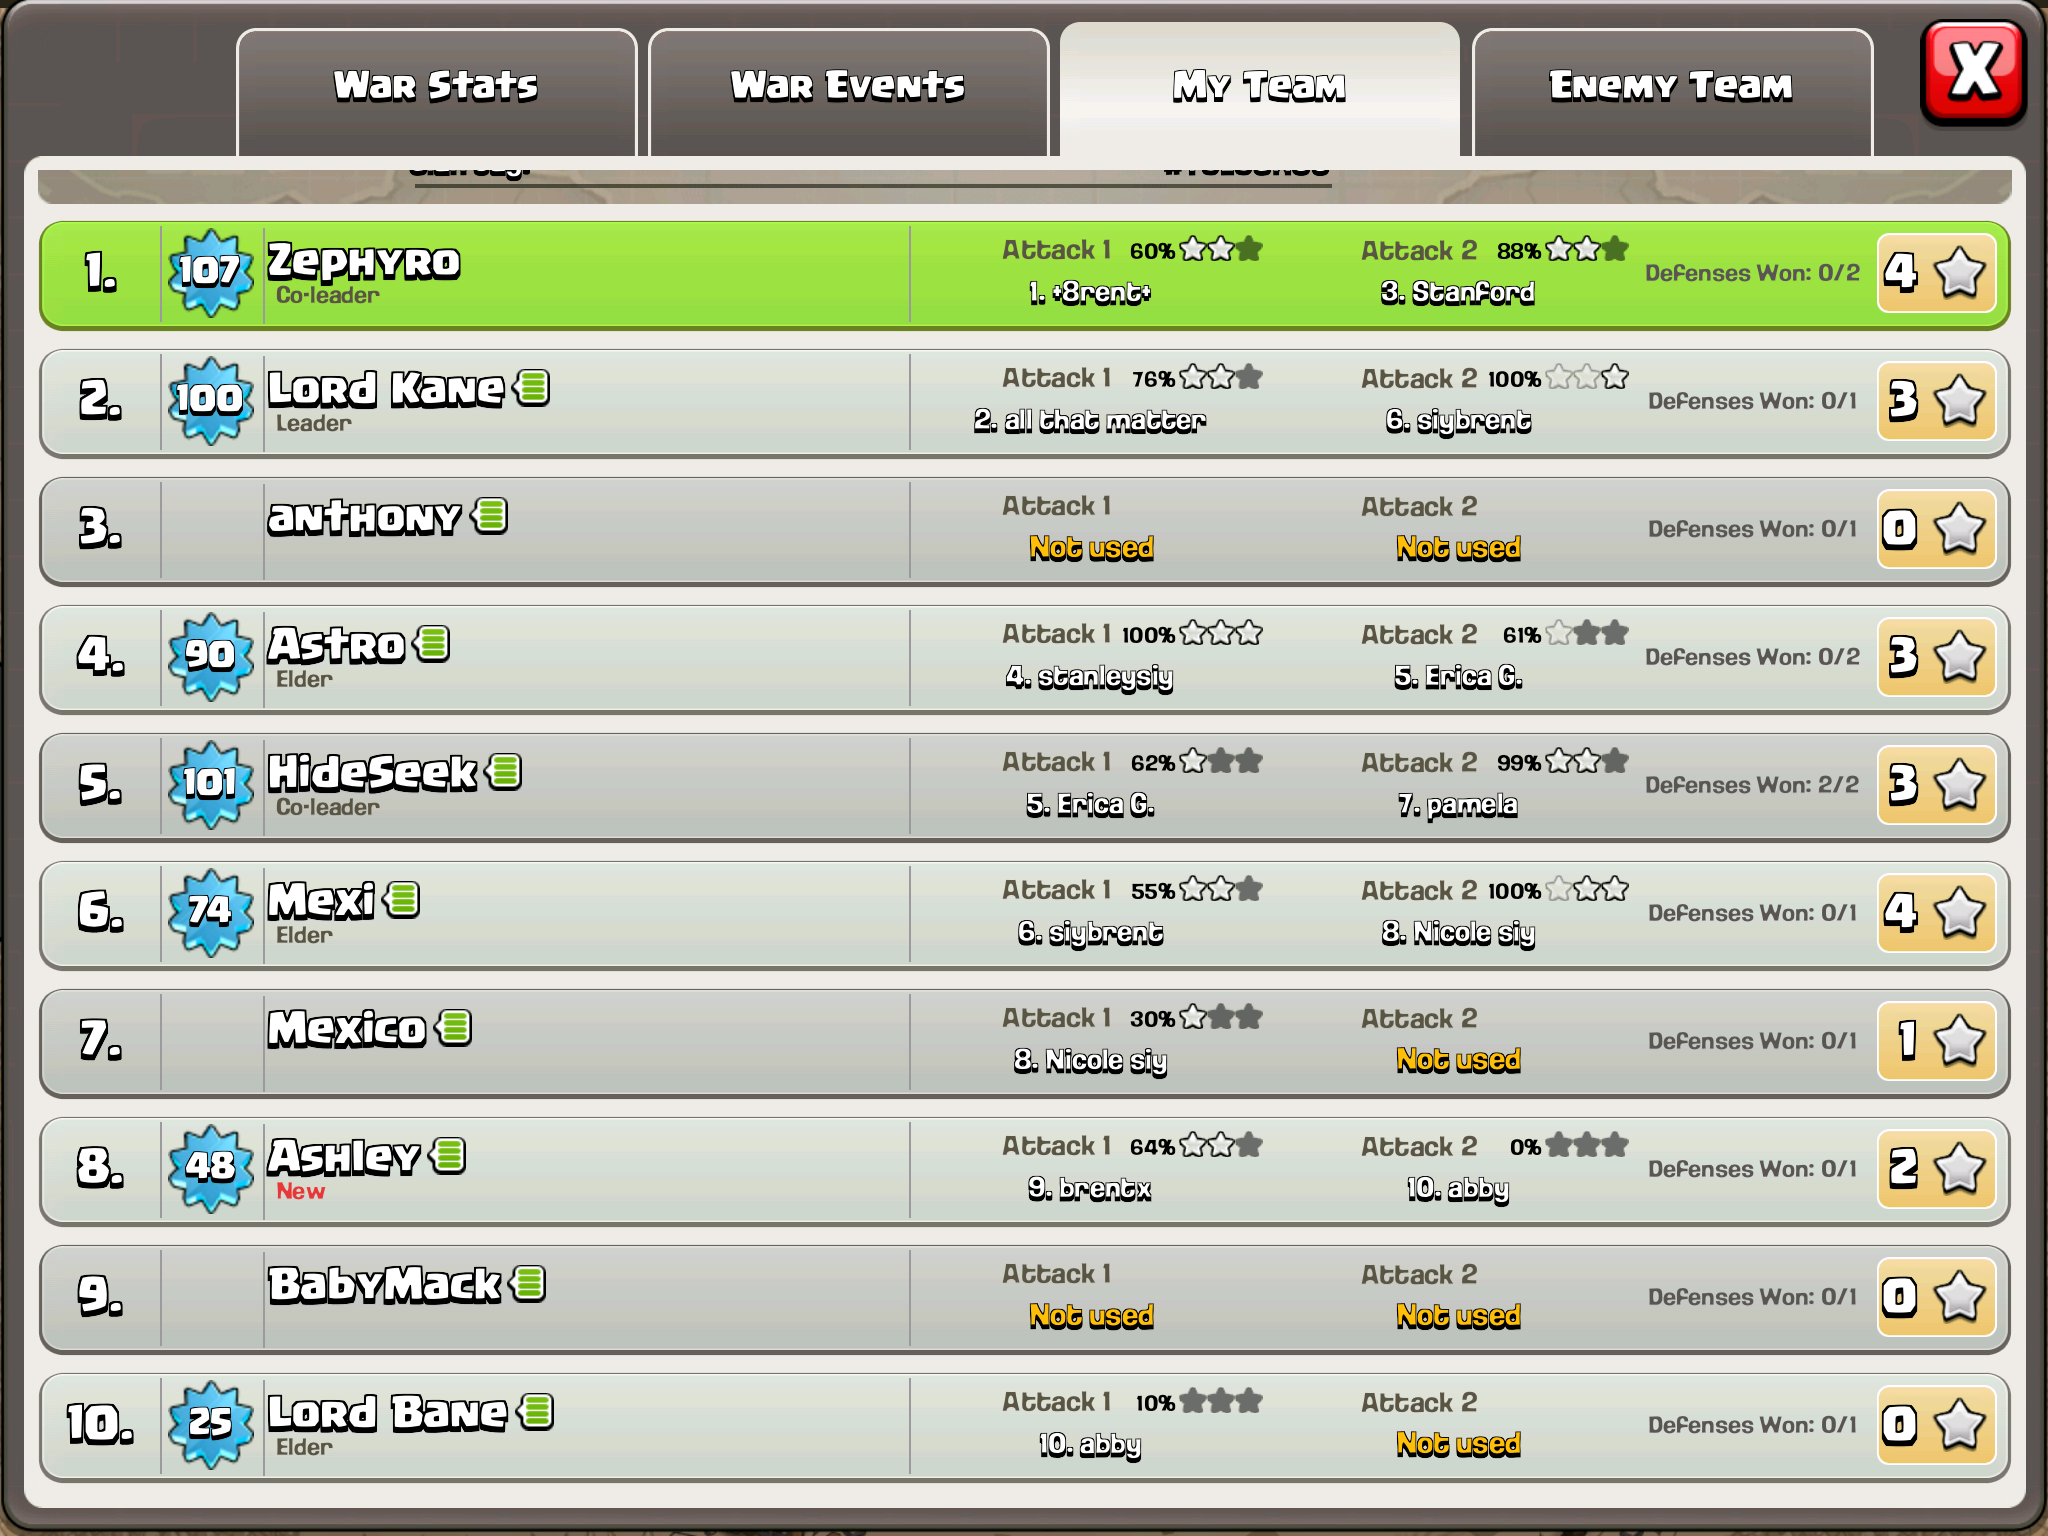 War Stats
War Events
My Team
Enemy Team
X
1.
107
Zephyro
Co-leader
Attack 1 60%
1. +8rent+
Attack 2 88%
3. Stanford
Defenses Won: 0/2
4
2.
100
Lord Kane
Leader
Attack 1 76%
2. all that matter
Attack 2 100%
6. siybrent
Defenses Won: 0/1
3
3.
anthony
Attack 1
Not used
Attack 2
Not used
Defenses Won: 0/1
0
4.
90
Astro
Elder
Attack 1 100%
4. stanleysiy
Attack 2 61%
5. Erica G.
Defenses Won: 0/2
3
5.
101
HideSeek
Co-leader
Attack 1 62%
5. Erica G.
Attack 2 99%
7. pamela
Defenses Won: 2/2
3
6.
74
Mexi
Elder
Attack 1 55%
6. siybrent
Attack 2 100%
8. Nicole siy
Defenses Won: 0/1
4
7.
Mexico
Attack 1 30%
8. Nicole siy
Attack 2
Not used
Defenses Won: 0/1
1
8.
48
Ashley
New
Attack 1 64%
9. brentx
Attack 2 0%
10. abby
Defenses Won: 0/1
2
9.
BabyMack
Attack 1
Not used
Attack 2
Not used
Defenses Won: 0/1
0
10.
25
Lord Bane
Elder
Attack 1 10%
10. abby
Attack 2
Not used
Defenses Won: 0/1
0